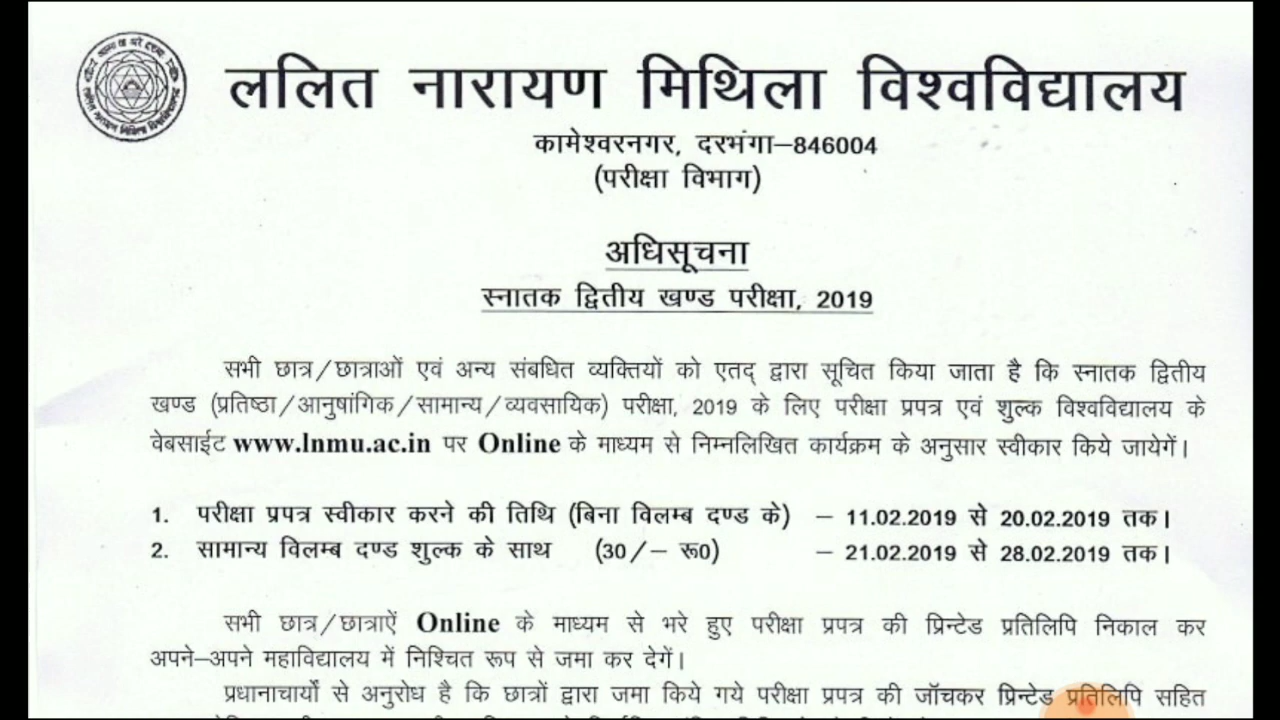 ललित नारायण मिथिला विश्वविद्यालय
कामेश्वरनगर, दरभंगा–846004
(परीक्षा विभाग)
अधिसूचना
स्नातक द्वितीय खण्ड परीक्षा, 2019
सभी छात्र/छात्राओं एवं अन्य संबधित व्यक्तियों को एतद् द्वारा सूचित किया जाता है कि स्नातक द्वितीय
खण्ड (प्रतिष्ठा/आनुषांगिक/सामान्य/व्यवसायिक) परीक्षा, 2019 के लिए परीक्षा प्रपत्र एवं शुल्क विश्वविद्यालय के
वेबसाईट www.lnmu.ac.in पर Online के माध्यम से निम्नलिखित कार्यक्रम के अनुसार स्वीकार किये जायेगें।
1. परीक्षा प्रपत्र स्वीकार करने की तिथि (बिना विलम्ब दण्ड के) – 11.02.2019 से 20.02.2019 तक।
2. सामान्य विलम्ब दण्ड शुल्क के साथ (30/– रू0) – 21.02.2019 से 28.02.2019 तक।
सभी छात्र/छात्राऐं Online के माध्यम से भरे हुए परीक्षा प्रपत्र की प्रिन्टेड प्रतिलिपि निकाल कर
अपने–अपने महाविद्यालय में निश्चित रूप से जमा कर देगें।
प्रधानाचार्यो से अनुरोध है कि छात्रों द्वारा जमा किये गये परीक्षा प्रपत्र की जॉचकर प्रिन्टेड प्रतिलिपि सहित